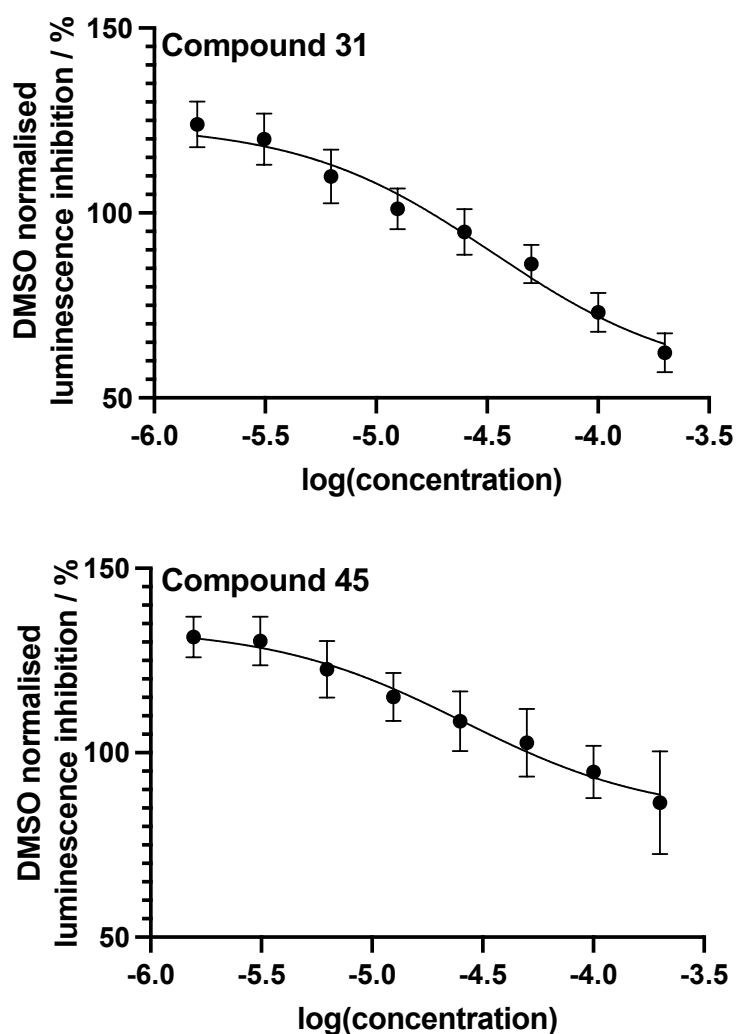 Compound 31
DMSO normalised
luminescence inhibition / %
150
100
50
-6.0 -5.5 -5.0 -4.5 -4.0 -3.5
log(concentration)
Compound 45
DMSO normalised
luminescence inhibition / %
150
100
50
-6.0 -5.5 -5.0 -4.5 -4.0 -3.5
log(concentration)